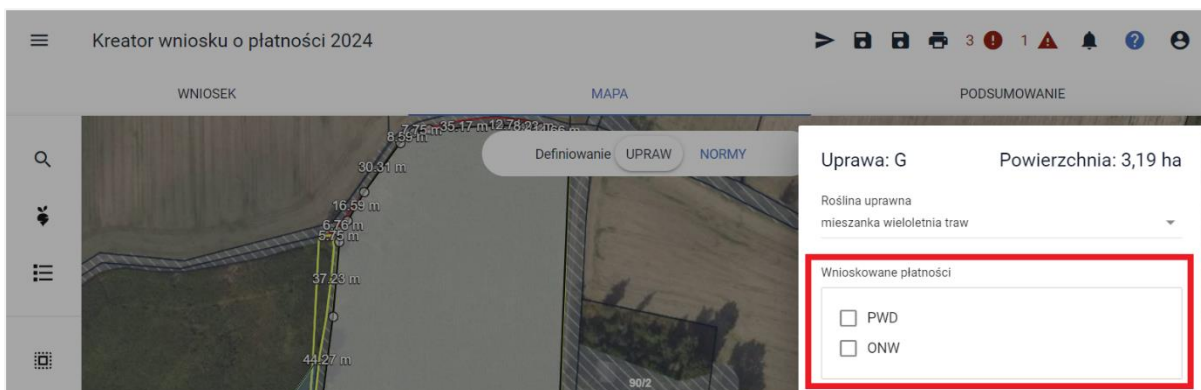 Kreator wniosku o płatności 2024
3
1
WNIOSEK
MAPA
PODSUMOWANIE
35.17 m
30.31 m
16.59 m
6.76 m
5.75 m
37.23 m
44.27 m
90/2
Definiowanie UPRAW NORMY
Uprawa: G
Powierzchnia: 3,19 ha
Roślina uprawna
mieszanka wieloletnia traw
Wnioskowane płatności
PWD
ONW